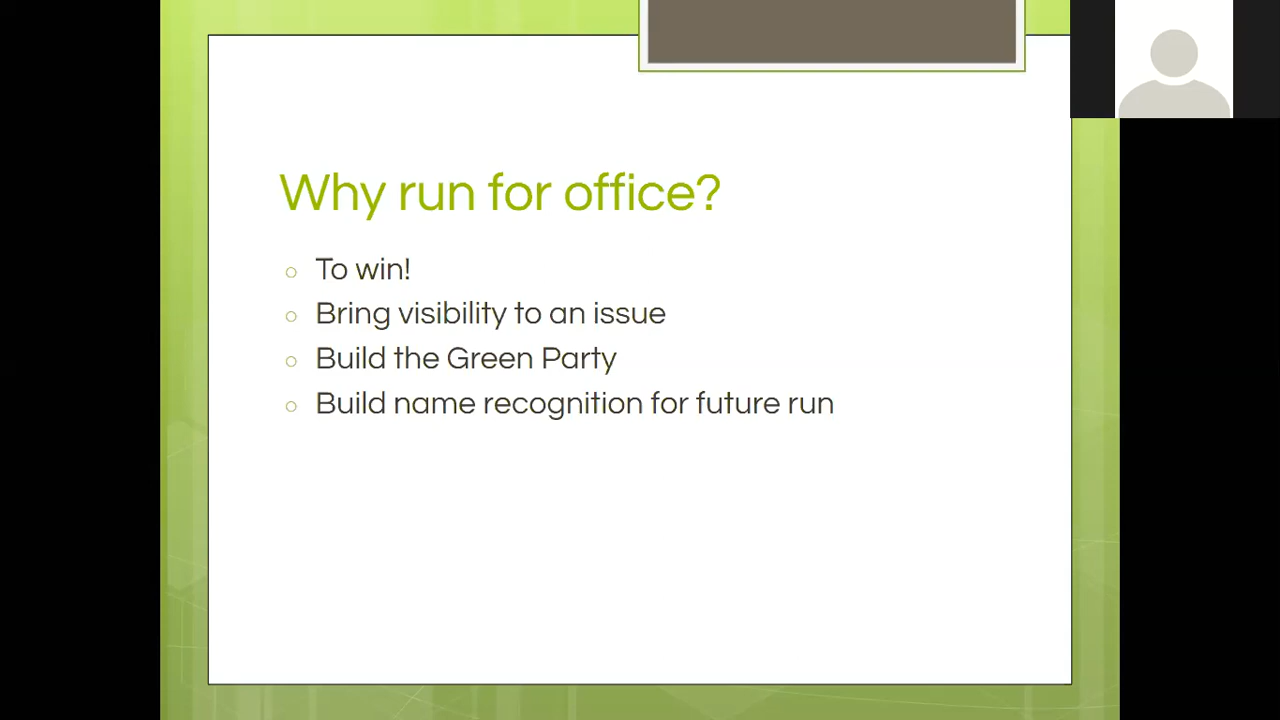 Why run for office?
To win!
Bring visibility to an issue
Build the Green Party
Build name recognition for future run